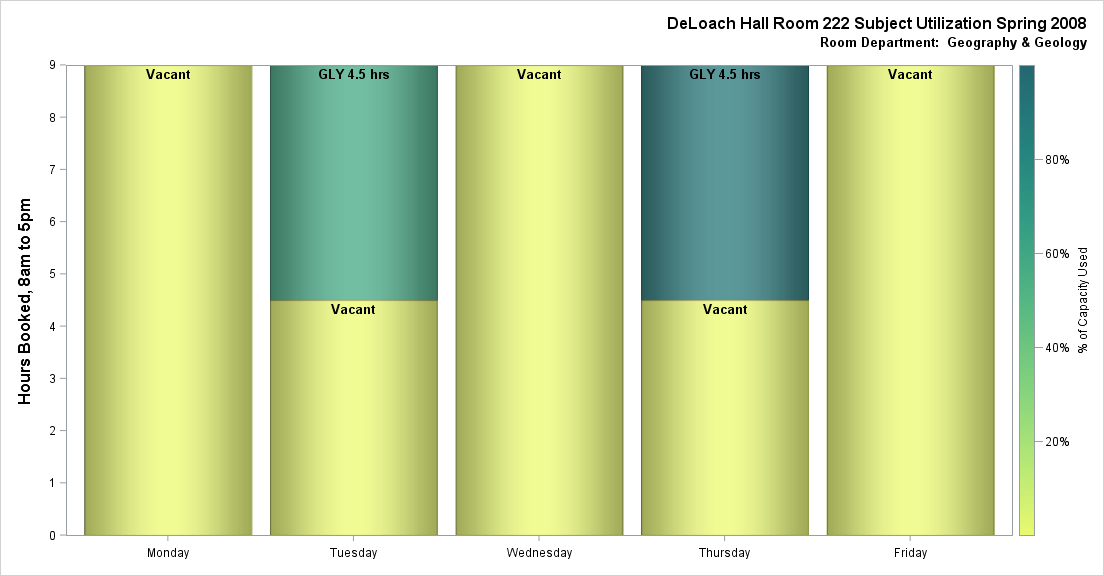 DeLoach Hall Room 222 Subject Utilization Spring 2008
Room Department: Geography & Geology
Hours Booked, 8am to 5pm
9
8
7
6
5
4
3
2
1
0
Vacant
GLY 4.5 hrs
Vacant
GLY 4.5 hrs
Vacant
Vacant
Vacant
Monday
Tuesday
Wednesday
Thursday
Friday
80%
60%
40%
20%
% of Capacity Used